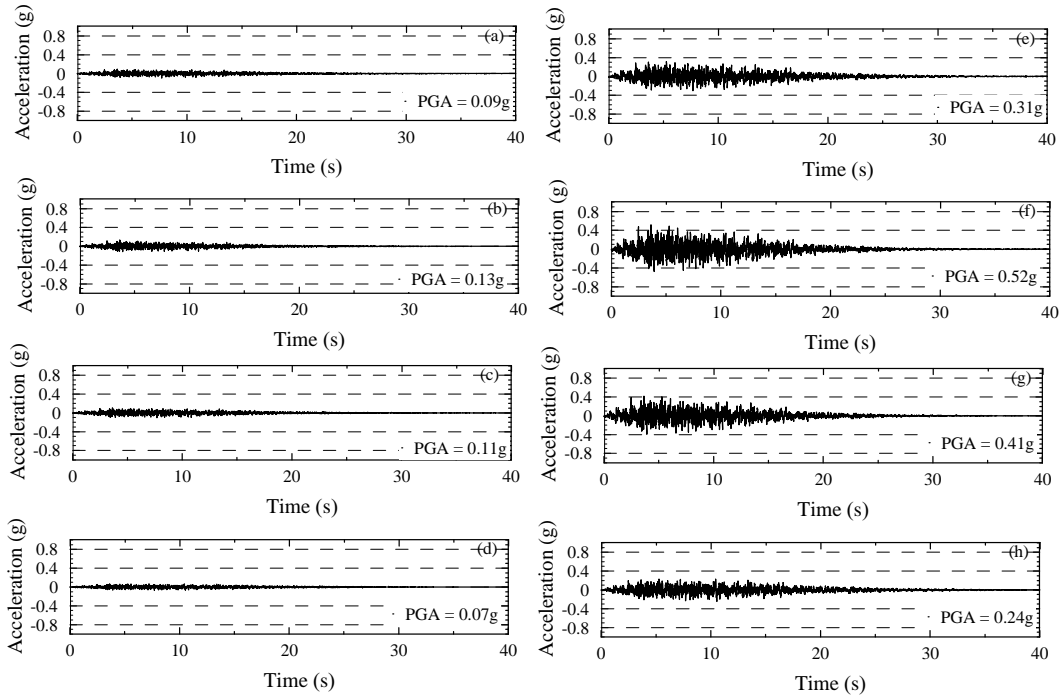 Acceleration (g)
0.8
0.4
0
-0.4
-0.8
(a)
PGA = 0.09g
0 10 20 30 40
Time (s)
Acceleration (g)
0.8
0.4
0
-0.4
-0.8
(e)
PGA = 0.31g
0 10 20 30 40
Time (s)
Acceleration (g)
0.8
0.4
0
-0.4
-0.8
(b)
PGA = 0.13g
0 10 20 30 40
Time (s)
Acceleration (g)
0.8
0.4
0
-0.4
-0.8
(f)
PGA = 0.52g
0 10 20 30 40
Time (s)
Acceleration (g)
0.8
0.4
0
-0.4
-0.8
(c)
PGA = 0.11g
0 10 20 30 40
Time (s)
Acceleration (g)
0.8
0.4
0
-0.4
-0.8
(g)
PGA = 0.41g
0 10 20 30 40
Time (s)
Acceleration (g)
0.8
0.4
0
-0.4
-0.8
(d)
PGA = 0.07g
0 10 20 30 40
Time (s)
Acceleration (g)
0.8
0.4
0
-0.4
-0.8
(h)
PGA = 0.24g
0 10 20 30 40
Time (s)